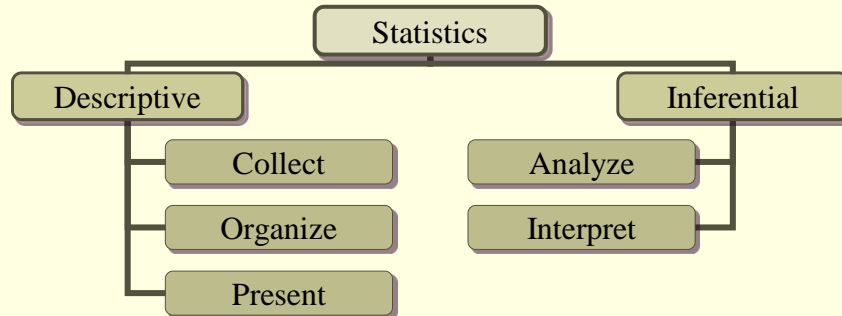 Statistics
Descriptive
Inferential
Collect
Analyze
Organize
Interpret
Present